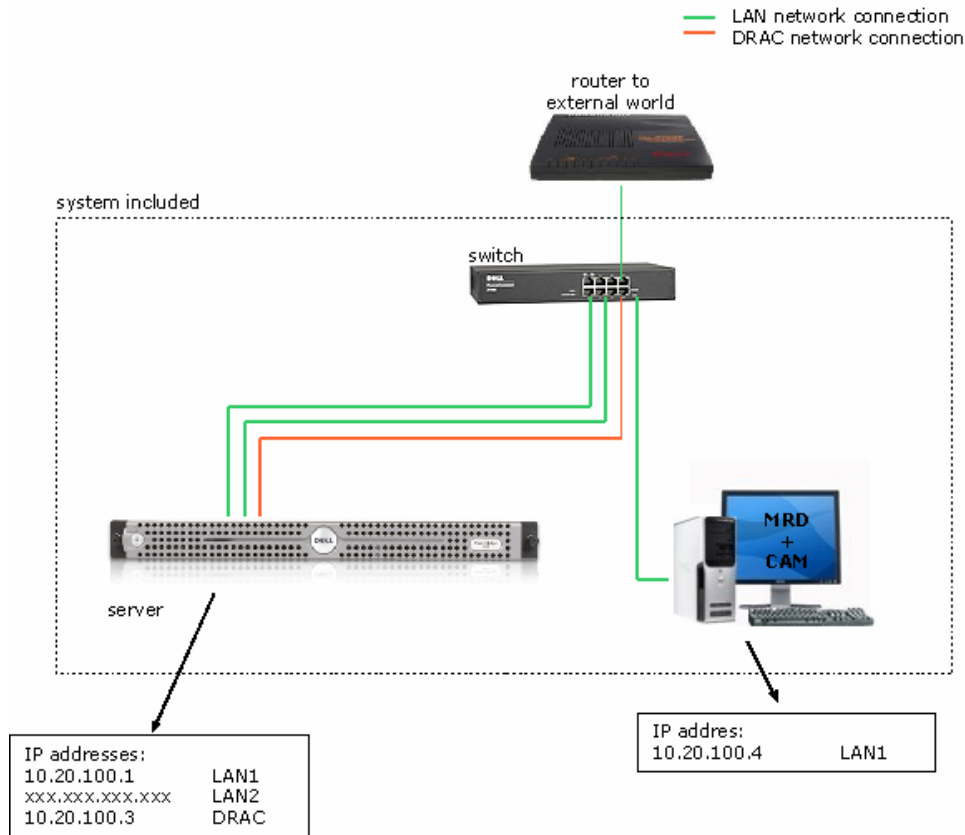 LAN network connection
DRAC network connection
router to
external world
system included
switch
DELL
MRD
+
CAM
DELL
server
IP addresses:
10.20.100.1 LAN1
xxx.xxx.xxx.xxx LAN2
10.20.100.3 DRAC
IP addres:
10.20.100.4 LAN1